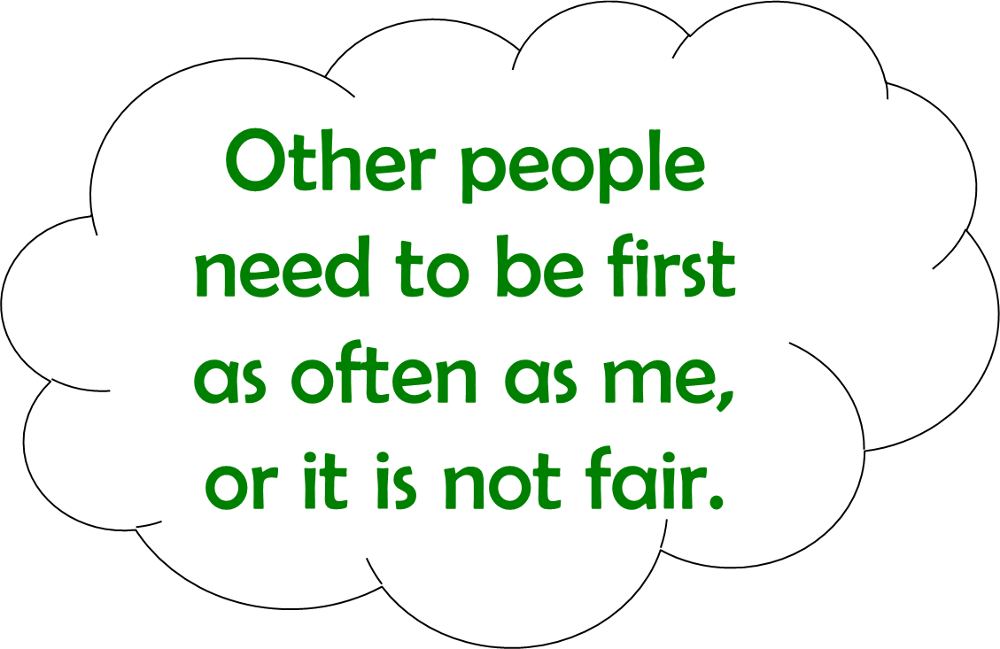 Other people
need to be first
as often as me,
or it is not fair.